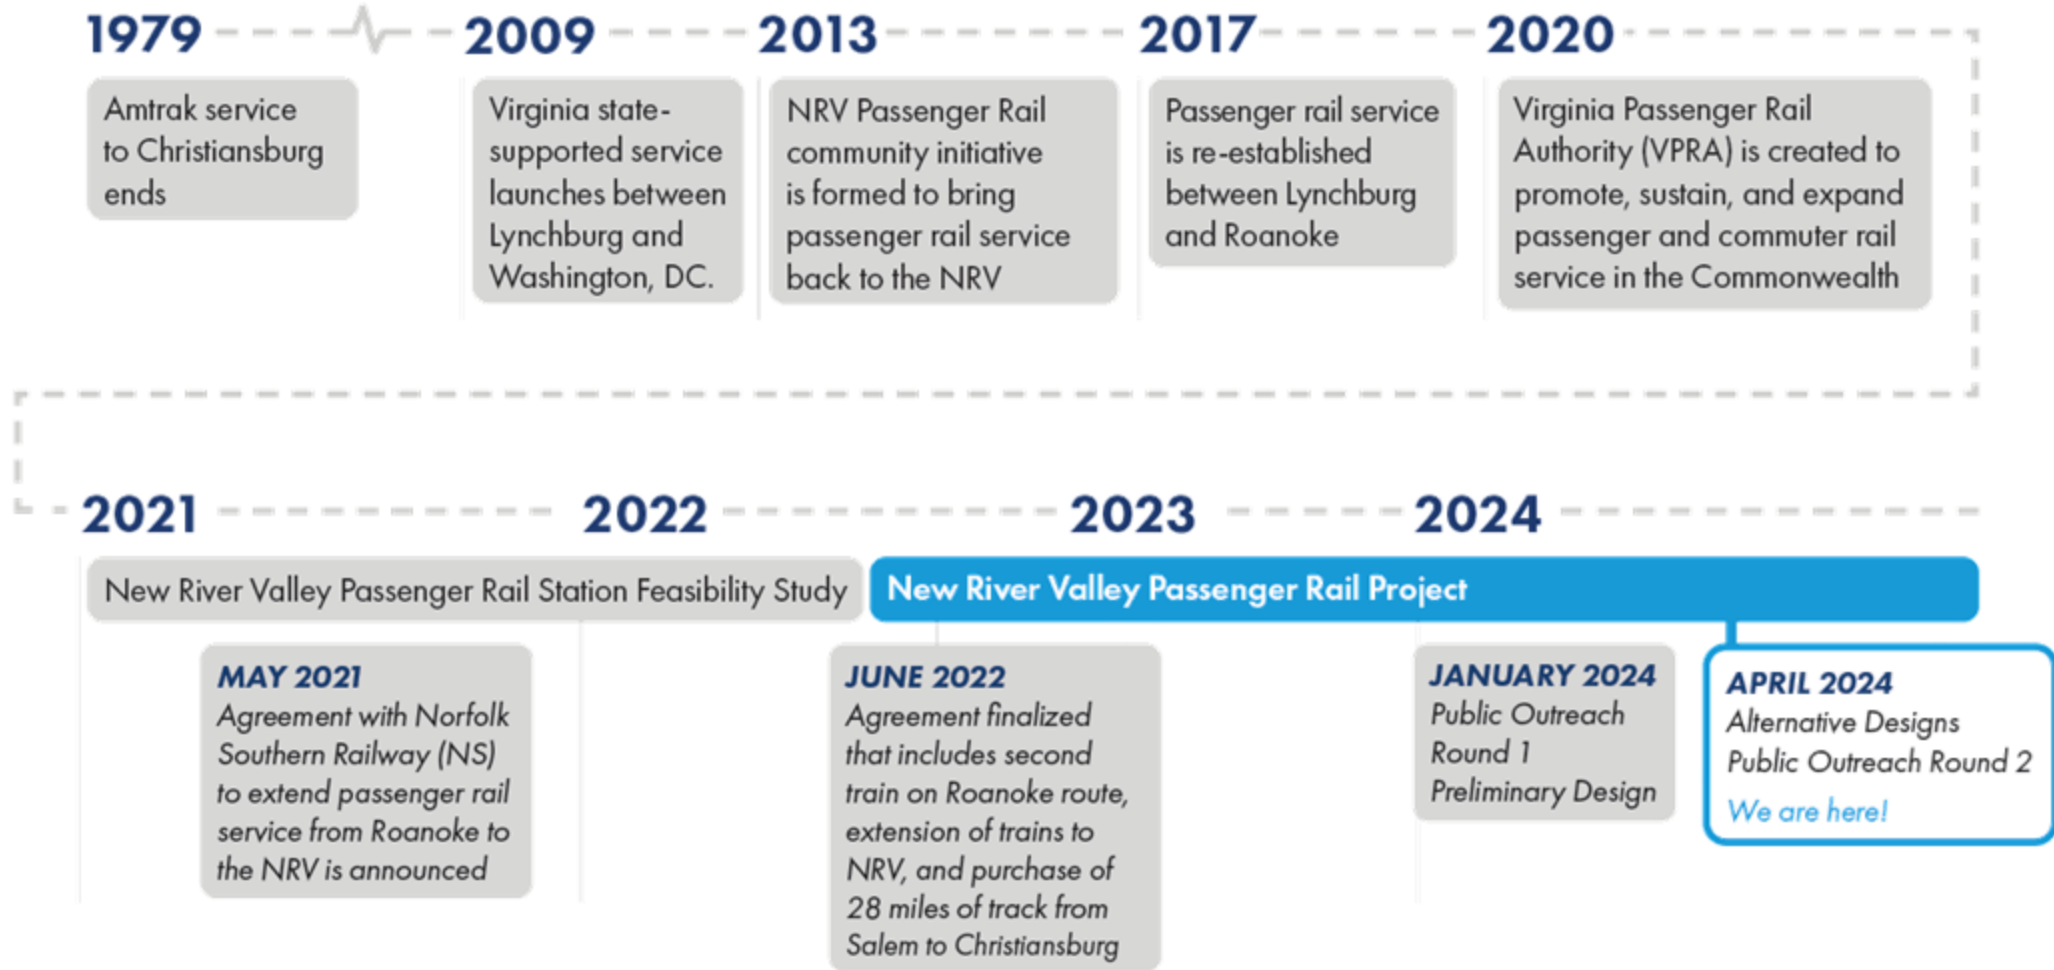 1979
2009
2013
2017
2020
Amtrak service
to Christiansburg
ends
Virginia state-
supported service
launches between
Lynchburg and
Washington, DC.
NRV Passenger Rail
community initiative
is formed to bring
passenger rail service
back to the NRV
Passenger rail service
is re-established
between Lynchburg
and Roanoke
Virginia Passenger Rail
Authority (VPRA) is created to
promote, sustain, and expand
passenger and commuter rail
service in the Commonwealth
2021
2022
2023
2024
New River Valley Passenger Rail Station Feasibility Study
New River Valley Passenger Rail Project
MAY 2021
Agreement with Norfolk
Southern Railway (NS)
to extend passenger rail
service from Roanoke to
the NRV is announced
JUNE 2022
Agreement finalized
that includes second
train on Roanoke route,
extension of trains to
NRV, and purchase of
28 miles of track from
Salem to Christiansburg
JANUARY 2024
Public Outreach
Round 1
Preliminary Design
APRIL 2024
Alternative Designs
Public Outreach Round 2
We are here!